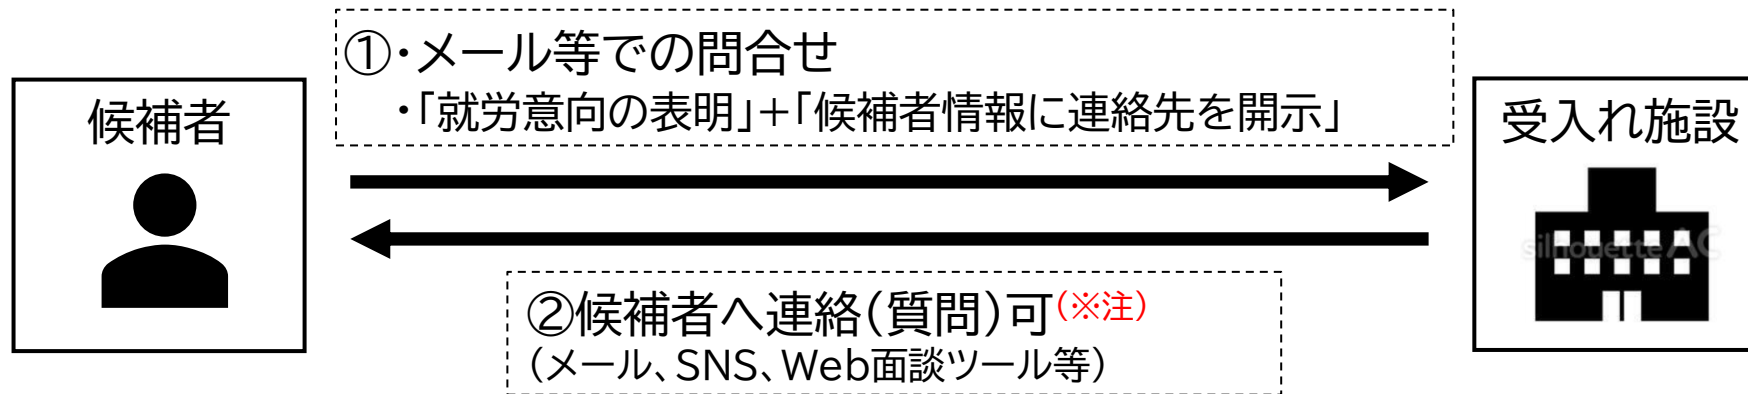 ①・メール等での問合せ
・「就労意向の表明」＋「候補者情報に連絡先を開示」
候補者
受入れ施設
silhouette AC
②候補者へ連絡（質問）可（※注）
（メール、SNS、Web面談ツール等）